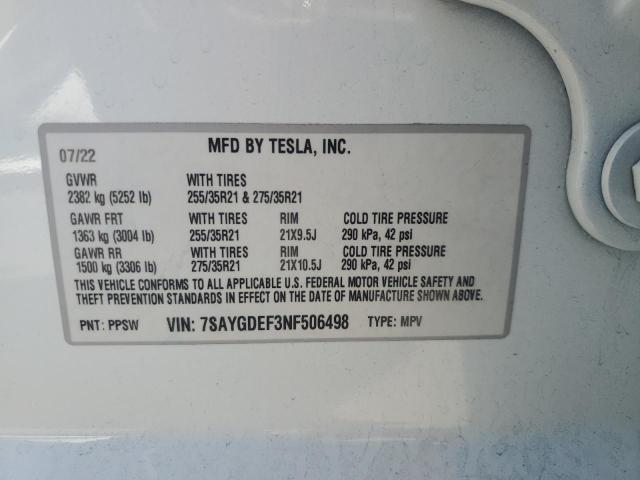 07/22 MFD BY TESLA, INC.
GVWR WITH TIRES
2382 kg (5252 lb) 255/35R21 & 275/35R21
GAWR FRT WITH TIRES RIM COLD TIRE PRESSURE
1363 kg (3004 lb) 255/35R21 21X9.5J 290 kPa, 42 psi
GAWR RR WITH TIRES RIM COLD TIRE PRESSURE
1500 kg (3306 lb) 275/35R21 21X10.5J 290 kPa, 42 psi
THIS VEHICLE CONFORMS TO ALL APPLICABLE U.S. FEDERAL MOTOR VEHICLE SAFETY AND
THEFT PREVENTION STANDARDS IN EFFECT ON THE DATE OF MANUFACTURE SHOWN ABOVE.
PNT: PPSW VIN: 7SAYGDEF3NF506498 TYPE: MPV